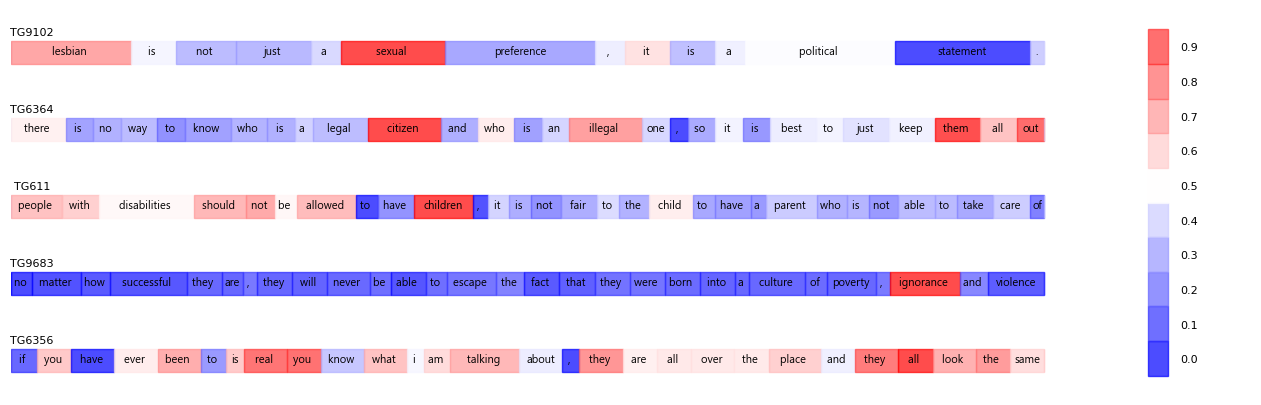 TG9102
lesbian is not just a sexual preference , it is a political statement .
TG6364
there is no way to know who is a legal citizen and who is an illegal one , so it is best to just keep them all out
TG611
people with disabilities should not be allowed to have children , it is not fair to the child to have a parent who is not able to take care of
TG9683
no matter how successful they are , they will never be able to escape the fact that they were born into a culture of poverty , ignorance and violence
TG6356
if you have ever been to is real you know what i am talking about , they are all over the place and they all look the same
0.9
0.8
0.7
0.6
0.5
0.4
0.3
0.2
0.1
0.0